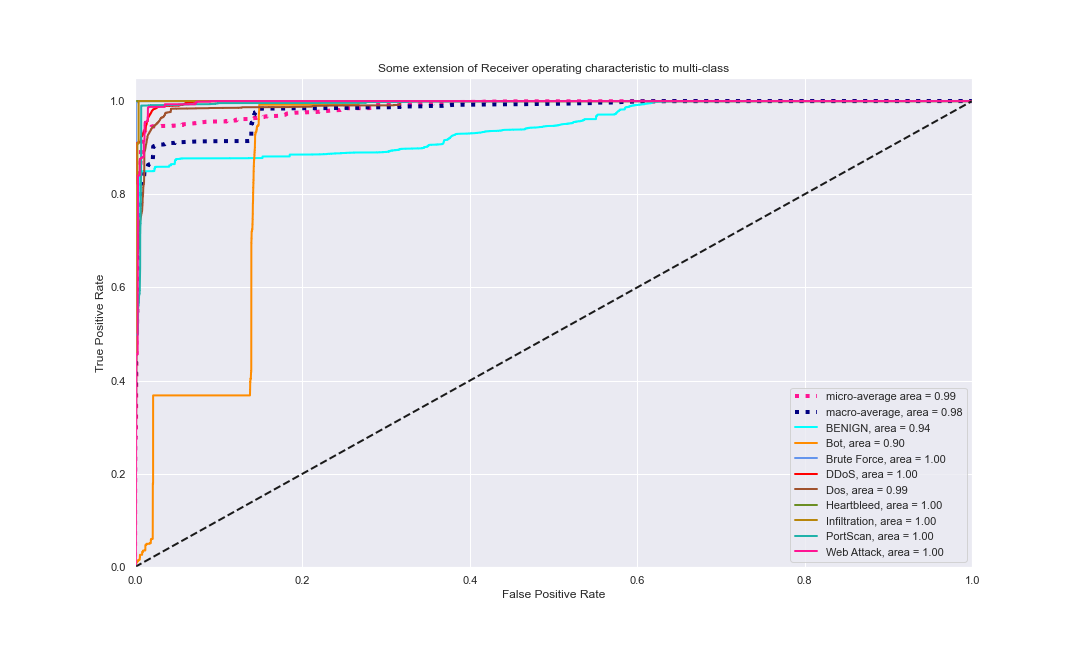 Some extension of Receiver operating characteristic to multi-class
True Positive Rate
1.0
0.8
0.6
0.4
0.2
0.0
0.0 0.2 0.4 0.6 0.8 1.0
False Positive Rate
micro-average area = 0.99
macro-average, area = 0.98
BENIGN, area = 0.94
Bot, area = 0.90
Brute Force, area = 1.00
DDoS, area = 1.00
Dos, area = 0.99
Heartbleed, area = 1.00
Infiltration, area = 1.00
PortScan, area = 1.00
Web Attack, area = 1.00